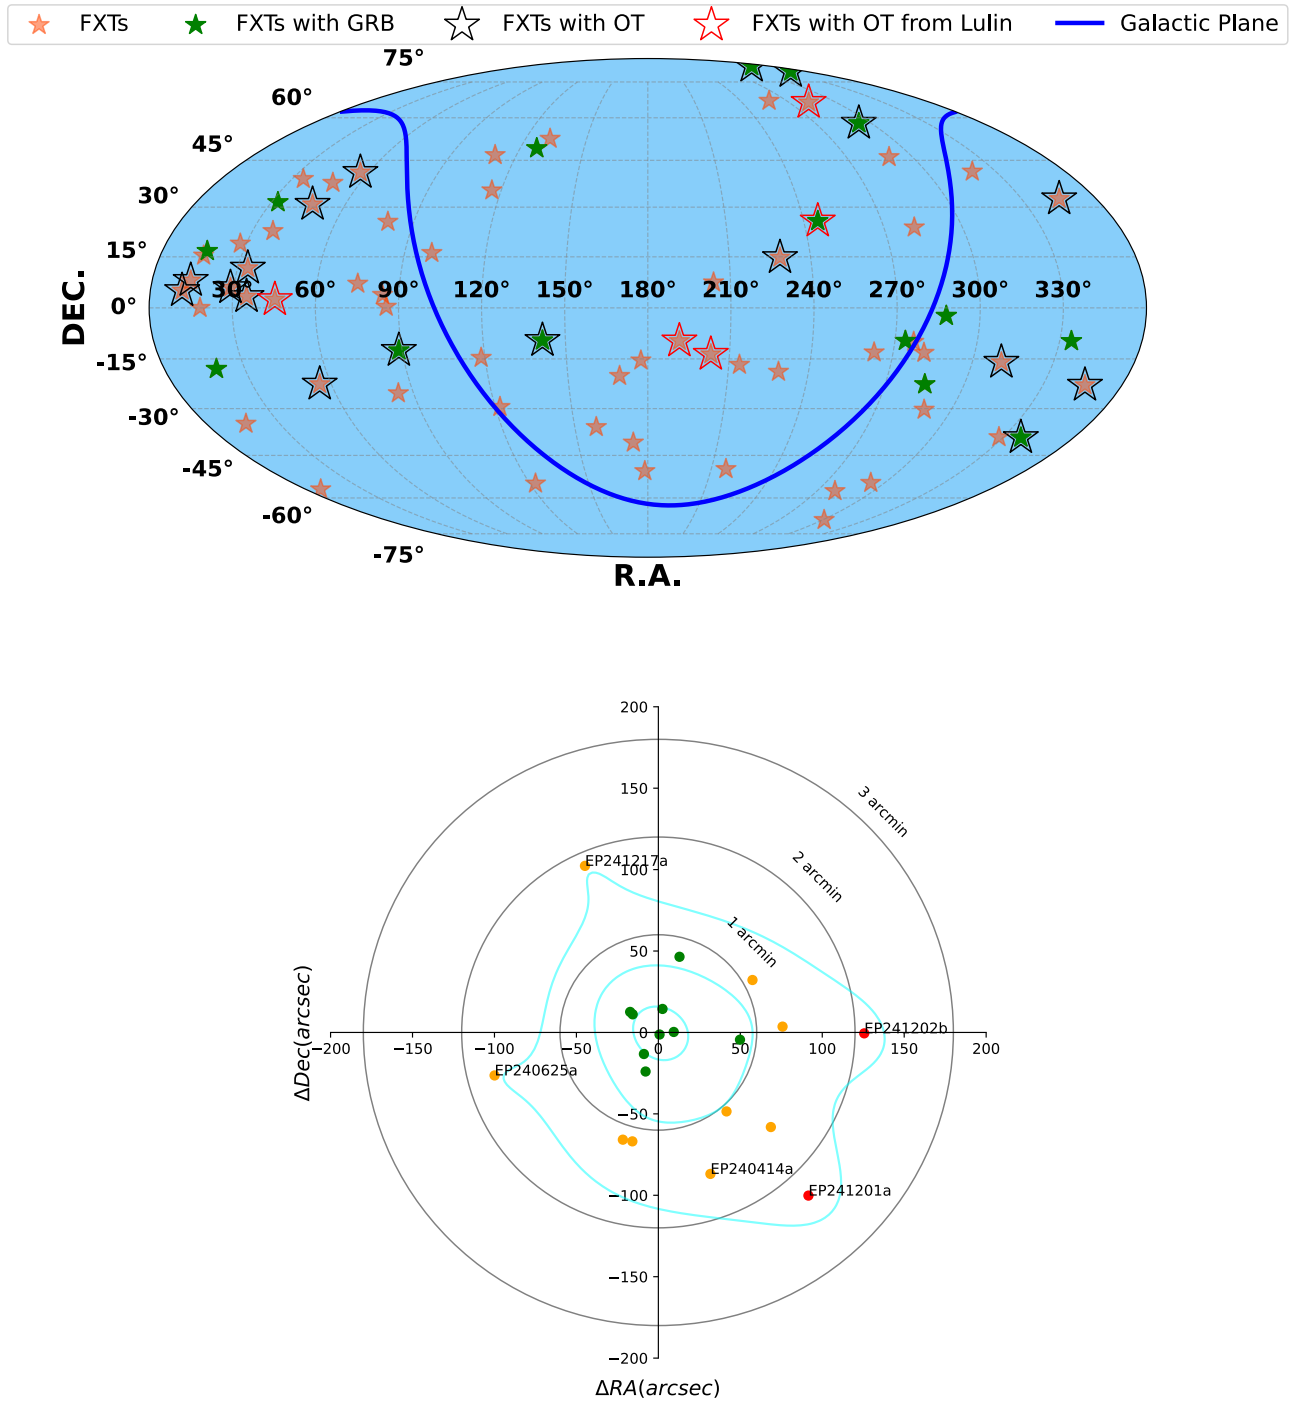 FXTs FXTs with GRB FXTs with OT FXTs with OT from Lulin Galactic Plane
75°
60°
45°
30°
15°
0°
-15°
-30°
-45°
-60°
-75°
30° 60° 90° 120° 150° 180° 210° 240° 270° 300° 330°
DEC.
R.A.
200
150
100
50
0
−50
−100
−150
−200
−200 −150 −100 −50 0 50 100 150 200
3 arcmin
2 arcmin
1 arcmin
EP241217a
EP241202b
EP240625a
EP240414a
EP241201a
ΔDec(arcsec)
ΔRA(arcsec)